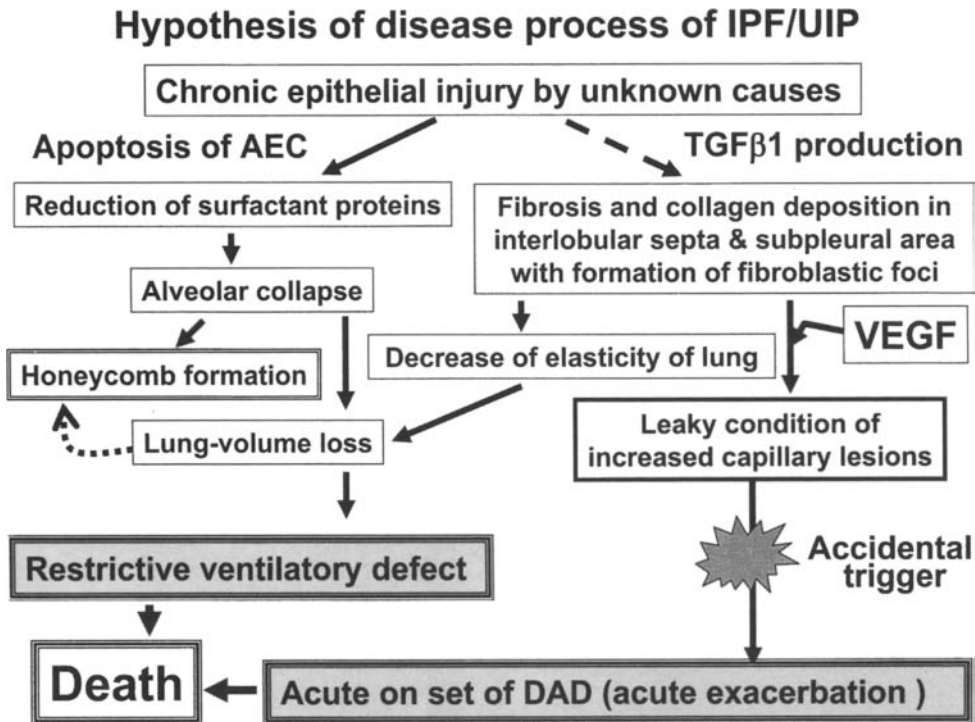 Hypothesis of disease process of IPF/UIP
Chronic epithelial injury by unknown causes
Apoptosis of AEC
TGFβ1 production
Reduction of surfactant proteins
Fibrosis and collagen deposition in
interlobular septa & subpleural area
with formation of fibroblastic foci
Alveolar collapse
VEGF
Decrease of elasticity of lung
Honeycomb formation
Leaky condition of
increased capillary lesions
Lung-volume loss
Accidental
trigger
Restrictive ventilatory defect
Death
Acute on set of DAD (acute exacerbation )